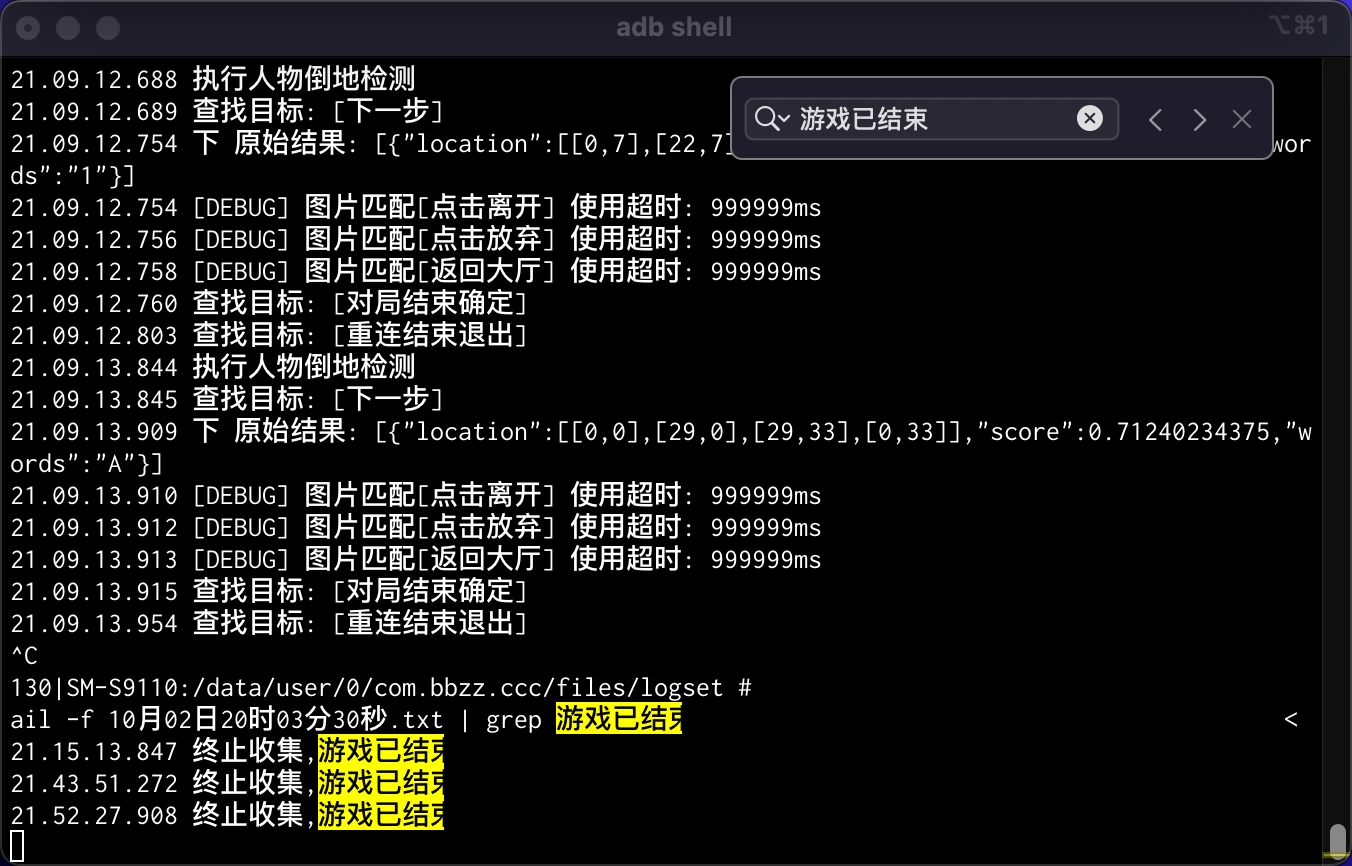 adb shell
⌥⌘1
游戏已结束
21.09.12.688 执行人物倒地检测
21.09.12.689 查找目标: [下一步]
21.09.12.754 下 原始结果: [{"location":[[0,7],[22,7] wor
ds":"1"}]
21.09.12.754 [DEBUG] 图片匹配[点击离开] 使用超时: 999999ms
21.09.12.756 [DEBUG] 图片匹配[点击放弃] 使用超时: 999999ms
21.09.12.758 [DEBUG] 图片匹配[返回大厅] 使用超时: 999999ms
21.09.12.760 查找目标: [对局结束确定]
21.09.12.803 查找目标: [重连结束退出]
21.09.13.844 执行人物倒地检测
21.09.13.845 查找目标: [下一步]
21.09.13.909 下 原始结果: [{"location":[[0,0],[29,0],[29,33],[0,33]],"score":0.71240234375,"w
ords":"A"}]
21.09.13.910 [DEBUG] 图片匹配[点击离开] 使用超时: 999999ms
21.09.13.912 [DEBUG] 图片匹配[点击放弃] 使用超时: 999999ms
21.09.13.913 [DEBUG] 图片匹配[返回大厅] 使用超时: 999999ms
21.09.13.915 查找目标: [对局结束确定]
21.09.13.954 查找目标: [重连结束退出]
^C
130|SM-S9110:/data/user/0/com.bbzz.ccc/files/logset #
ail -f 10月02日20时03分30秒.txt | grep 游戏已结束 <
21.15.13.847 终止收集,游戏已结束
21.43.51.272 终止收集,游戏已结束
21.52.27.908 终止收集,游戏已结束